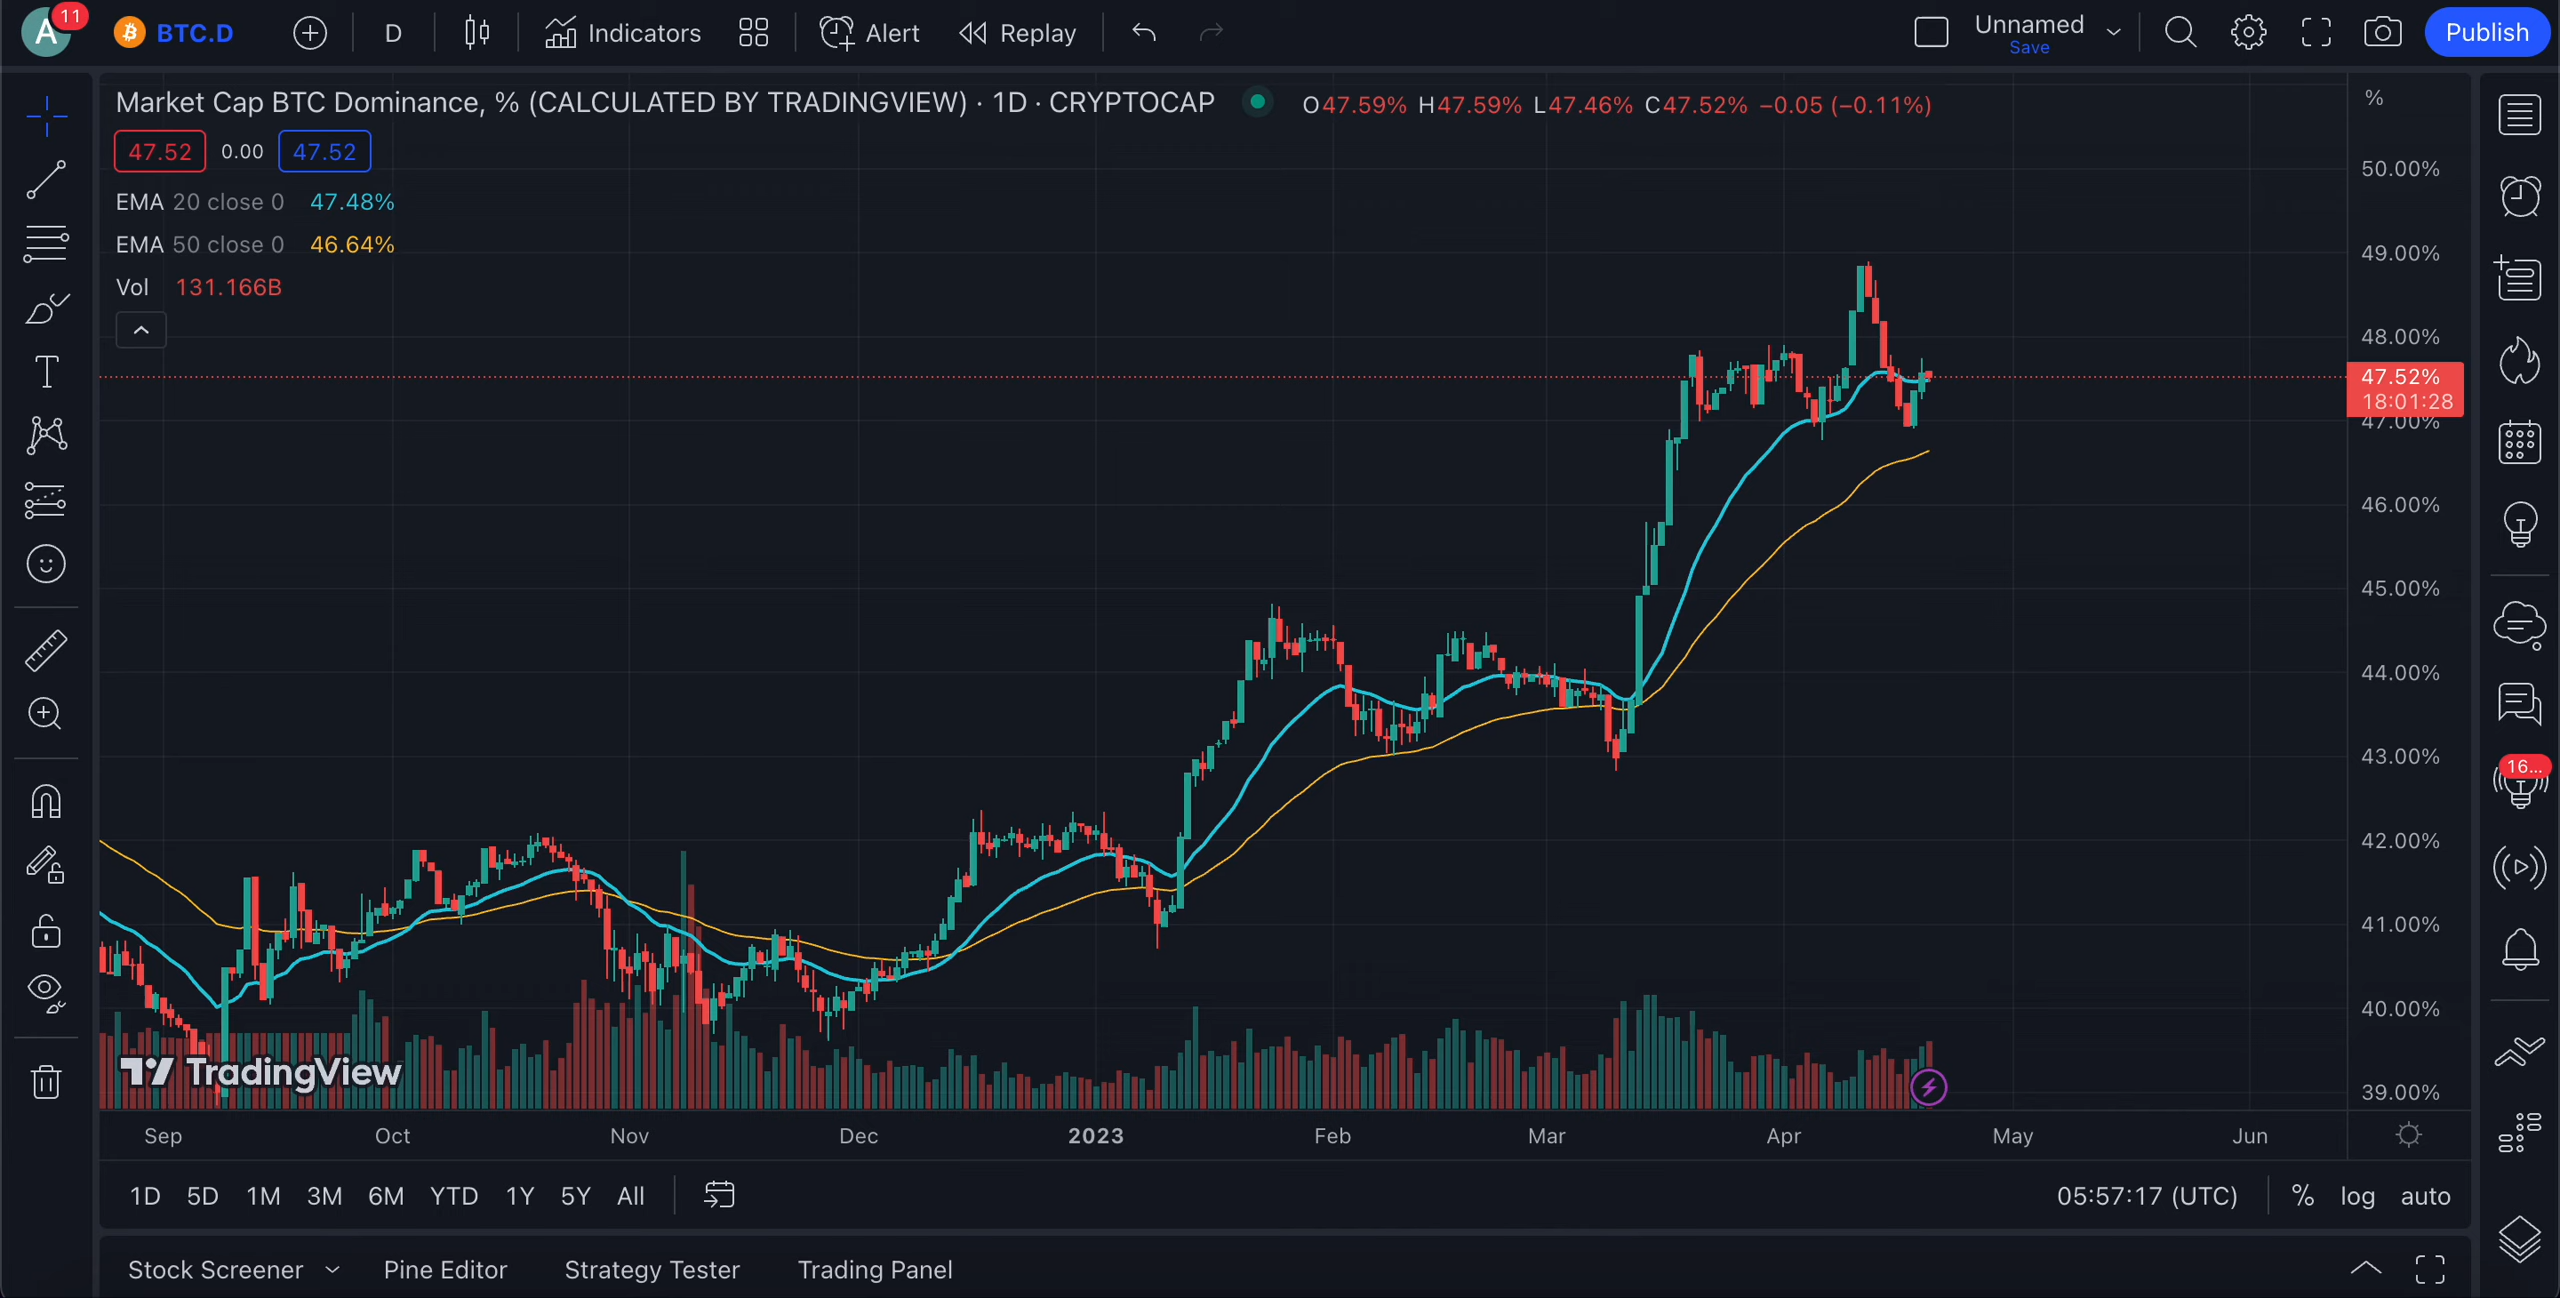 A 11 BTC.D D Indicators Alert Replay Unnamed Publish
Save
Market Cap BTC Dominance, % (CALCULATED BY TRADINGVIEW) · 1D · CRYPTOCAP O47.59% H47.59% L47.46% C47.52% −0.05 (−0.11%)
47.52 0.00 47.52
EMA 20 close 0 47.48%
EMA 50 close 0 46.64%
Vol 131.166B
%
50.00%
49.00%
48.00%
47.52%
18:01:28
47.00%
46.00%
45.00%
44.00%
43.00%
42.00%
41.00%
40.00%
39.00%
16...
TradingView
Sep Oct Nov Dec 2023 Feb Mar Apr May Jun
1D 5D 1M 3M 6M YTD 1Y 5Y All 05:57:17 (UTC) % log auto
Stock Screener Pine Editor Strategy Tester Trading Panel